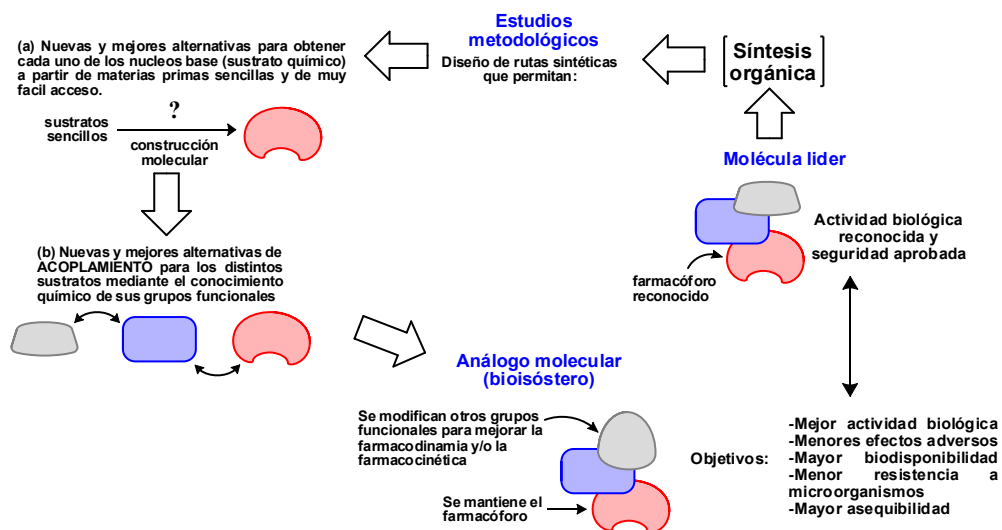 Estudios
metodológicos
Diseño de rutas sintéticas
que permitan:
Síntesis
orgánica
(a) Nuevas y mejores alternativas para obtener
cada uno de los nucleos base (sustrato químico)
a partir de materias primas sencillas y de muy
facil acceso.
?
sustratos
sencillos
construcción
molecular
Molécula lider
Actividad biológica
reconocida y
seguridad aprobada
farmacóforo
reconocido
(b) Nuevas y mejores alternativas de
ACOPLAMIENTO para los distintos
sustratos mediante el conocimiento
químico de sus grupos funcionales
Análogo molecular
(bioisóstero)
Se modifican otros grupos
funcionales para mejorar la
farmacodinamia y/o la
farmacocinética
Se mantiene el
farmacóforo
Objetivos:
-Mejor actividad biológica
-Menores efectos adversos
-Mayor biodisponibilidad
-Menor resistencia a
microorganismos
-Mayor asequibilidad